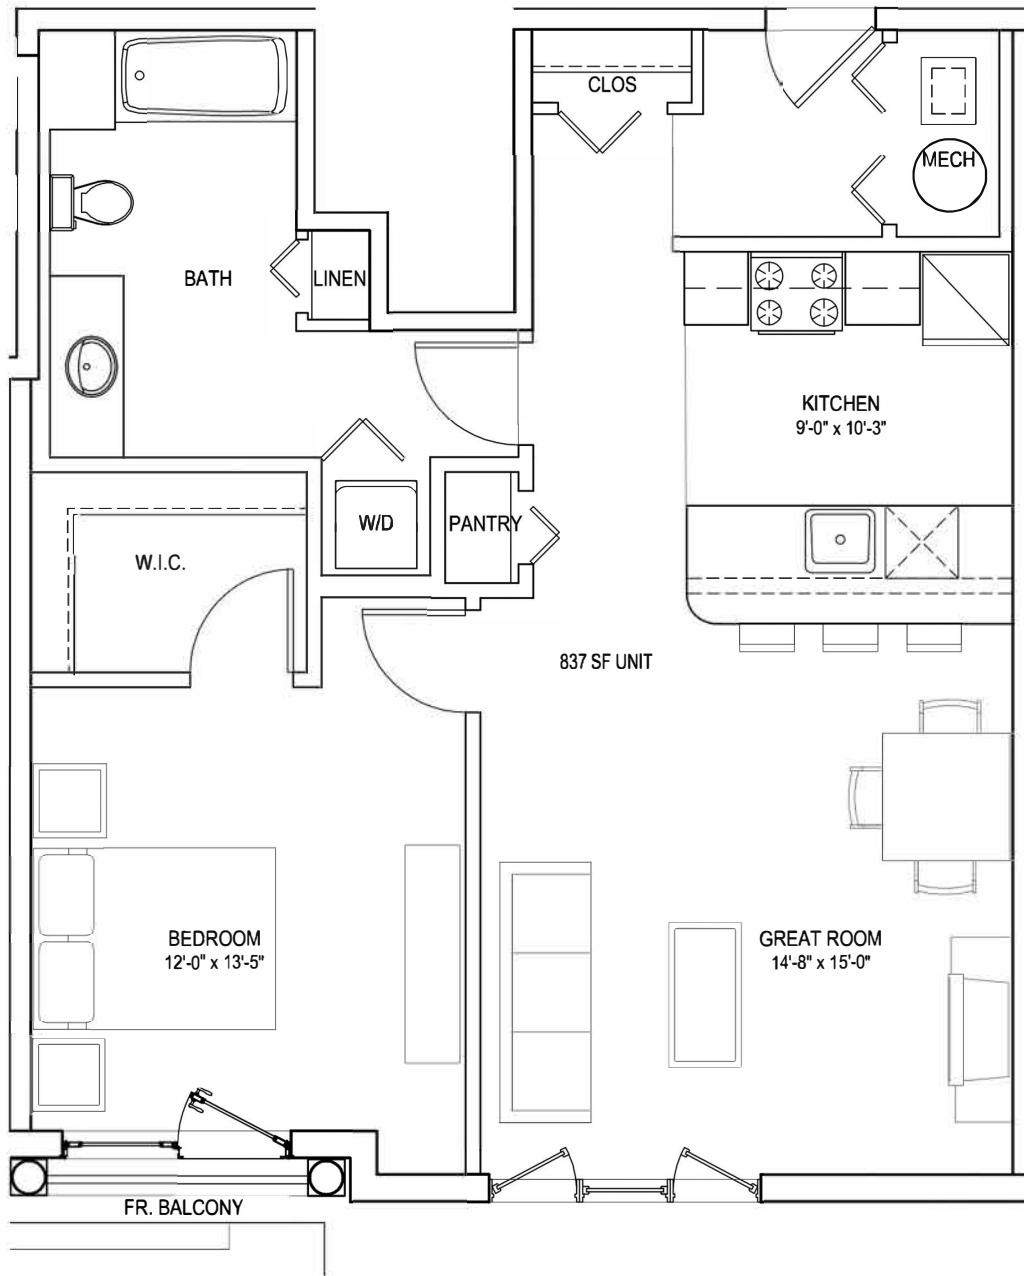 CLOS
MECH
BATH
LINEN
KITCHEN
9'-0" x 10'-3"
W/D
PANTRY
W.I.C.
837 SF UNIT
BEDROOM
12'-0" x 13'-5"
GREAT ROOM
14'-8" x 15'-0"
FR. BALCONY